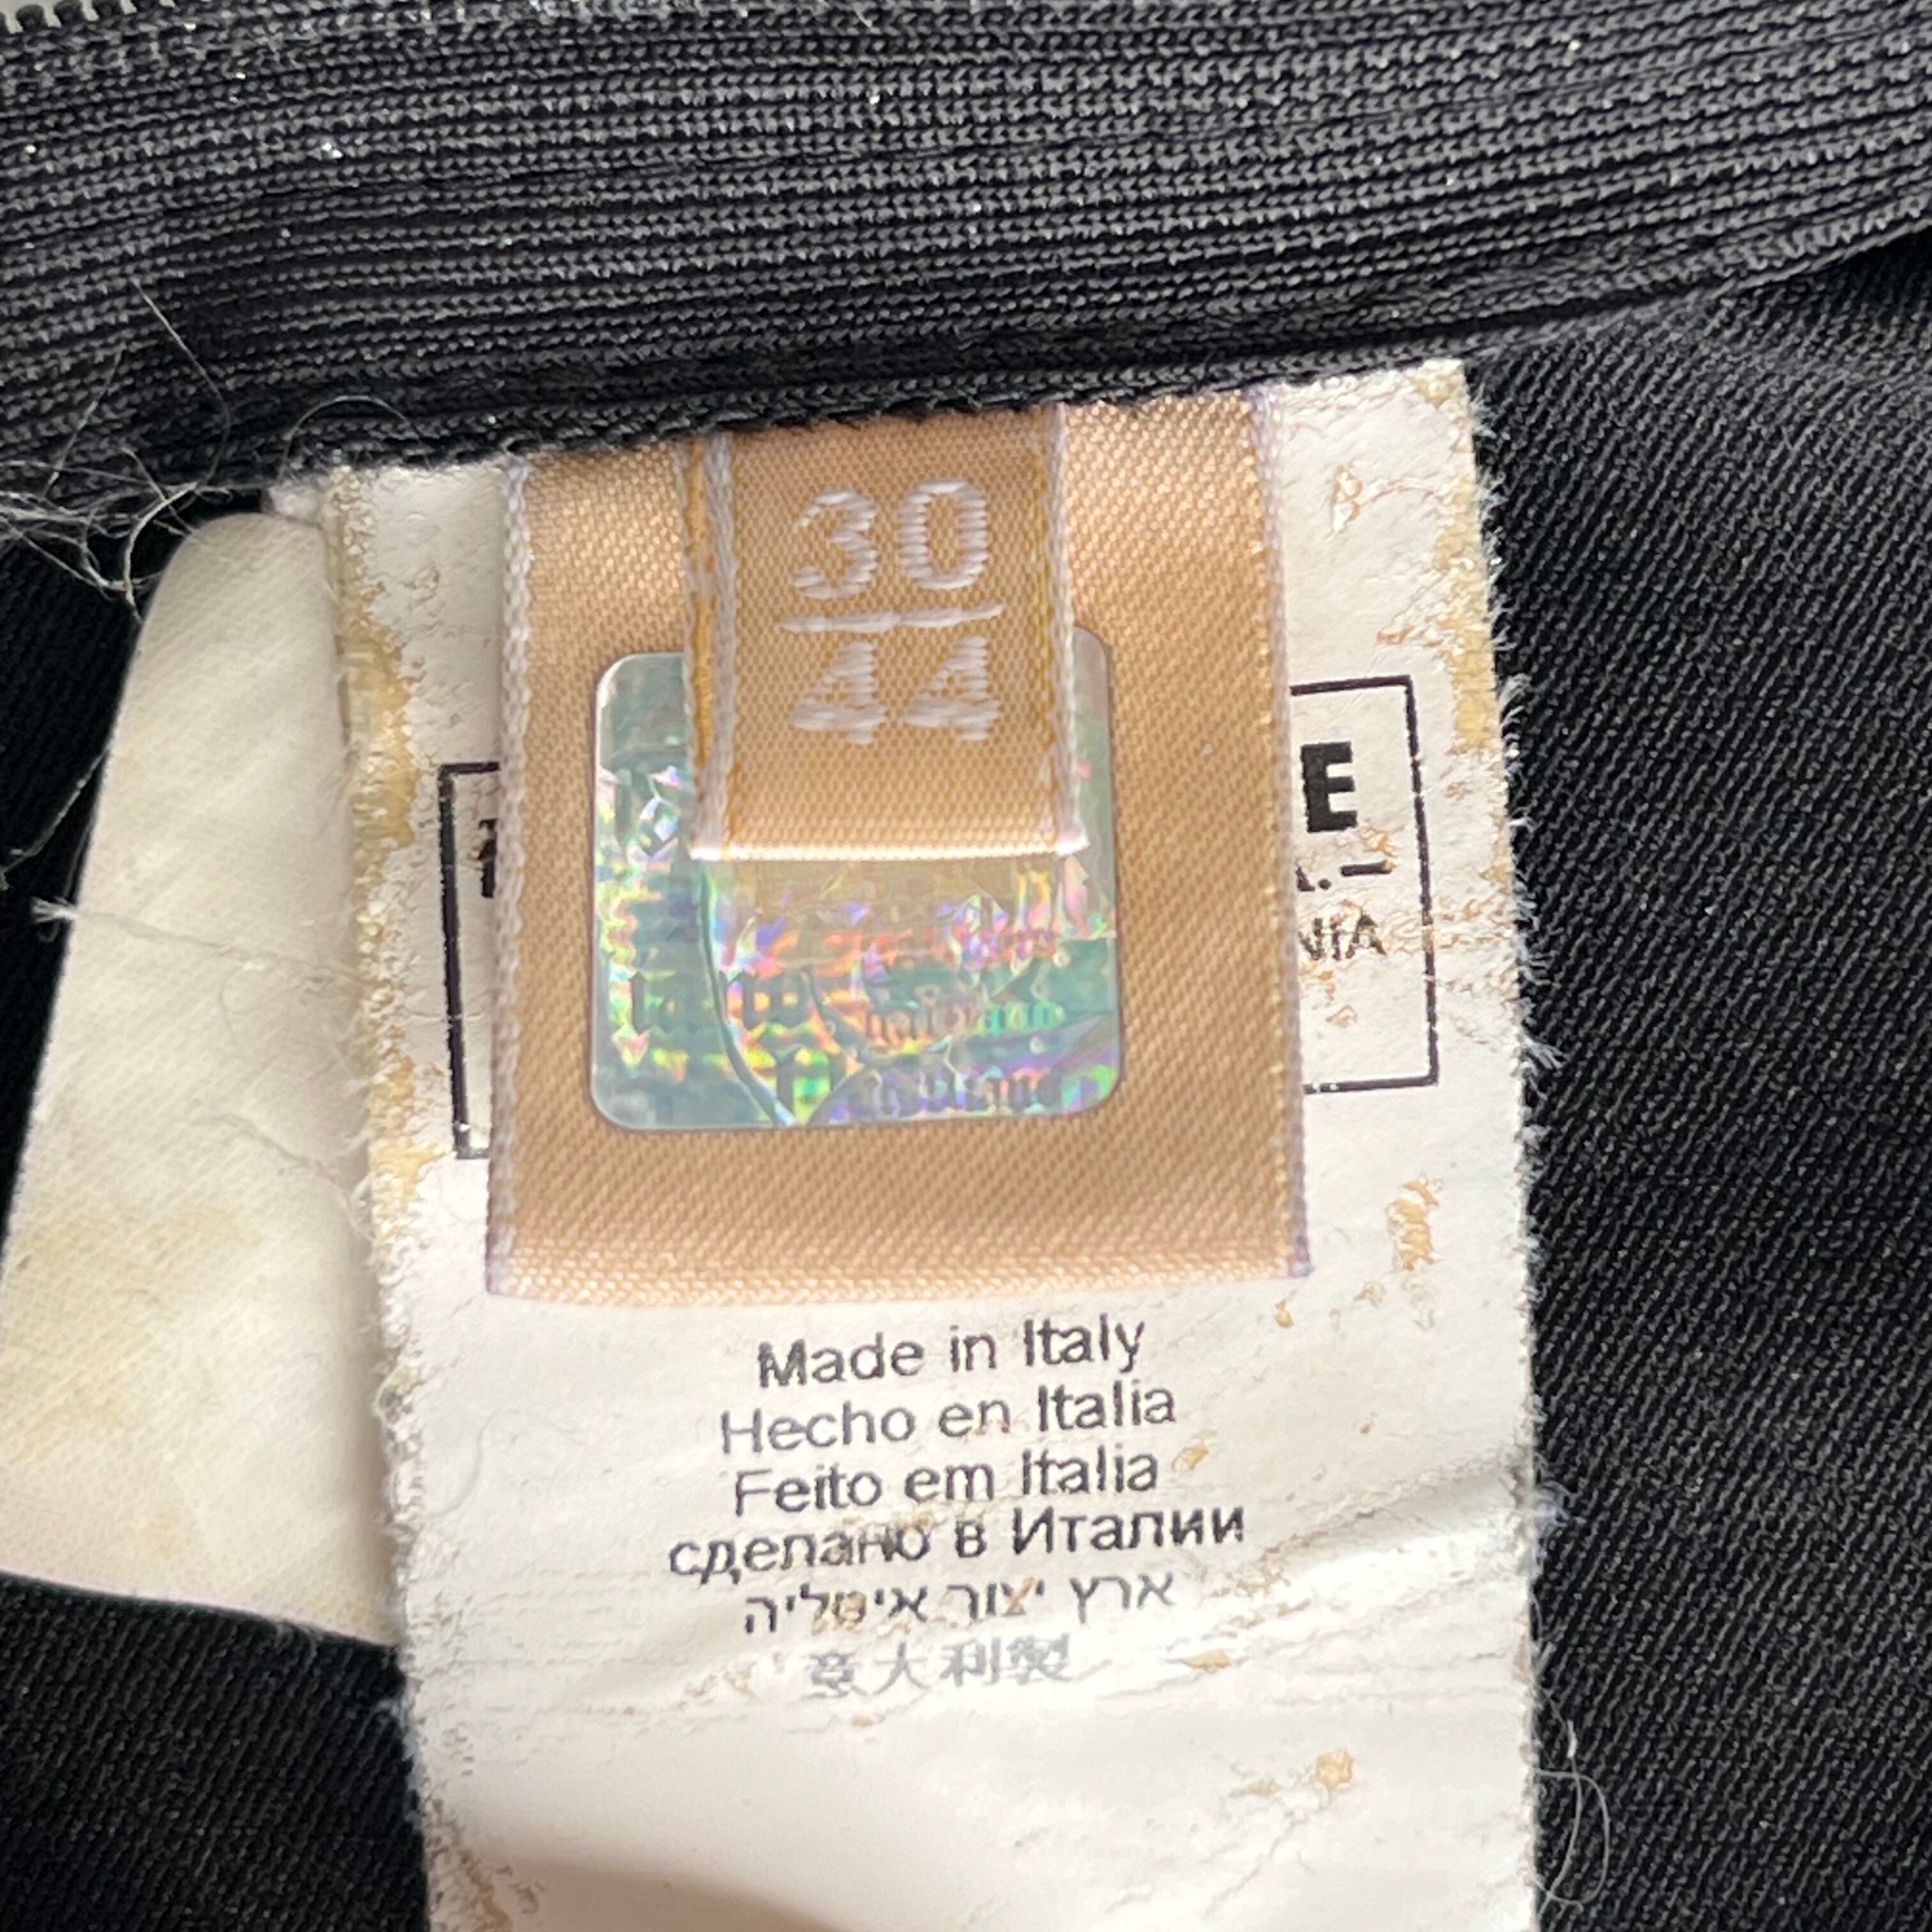 30
44
E
A.-
NIA
Made in Italy
Hecho en Italia
Feito em Italia
сделано в Италии
ארץ יצור איטליה
意大利製